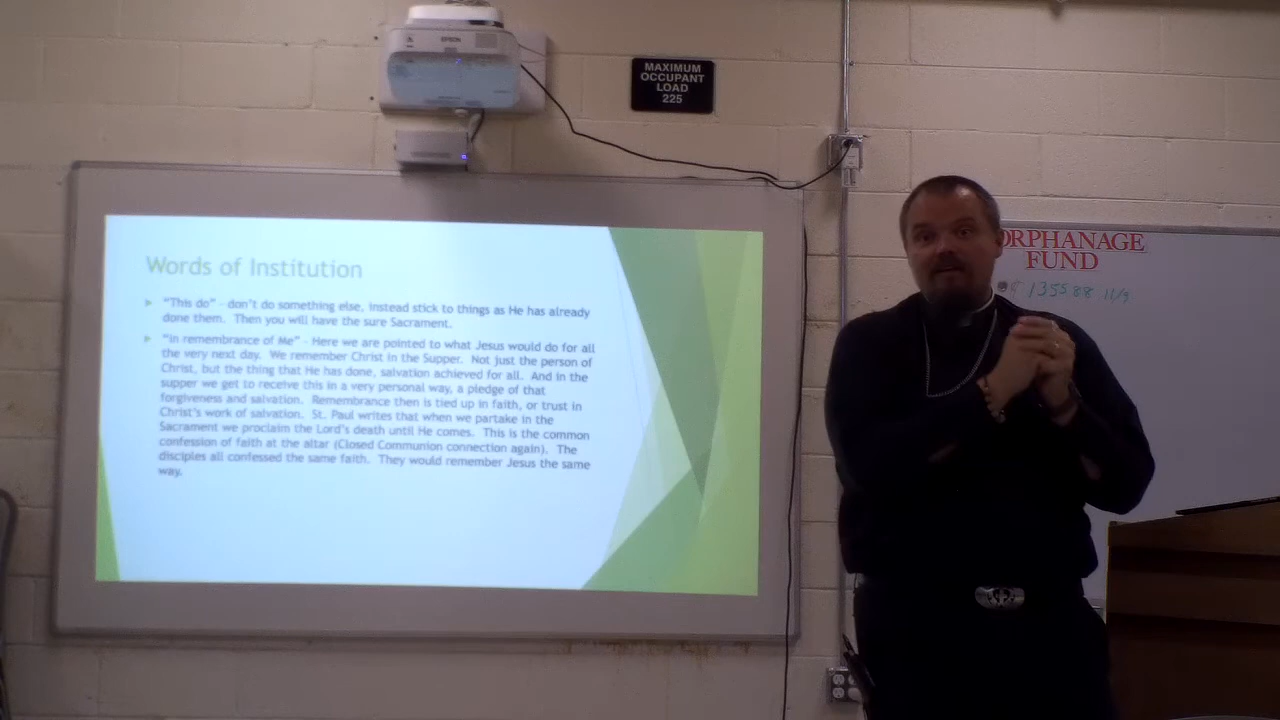 EPSON
MAXIMUM
OCCUPANT
LOAD
225
ORPHANAGE
FUND
135588 11/9
Words of Institution
"This do" - don't do something else, instead stick to things as He has already
done them. Then you will have the sure Sacrament.
"In remembrance of Me" - Here we are pointed to what Jesus would do for all
the very next day. We remember Christ in the Supper. Not just the person of
Christ, but the thing that He has done, salvation achieved for all. And in the
supper we get to receive this in a very personal way, a pledge of that
forgiveness and salvation. Remembrance then is tied up in faith, or trust in
Christ's work of salvation. St. Paul writes that when we partake in the
Sacrament we proclaim the Lord's death until He comes. This is the common
confession of faith at the altar (Closed Communion connection again). The
disciples all confessed the same faith. They would remember Jesus the same
way.